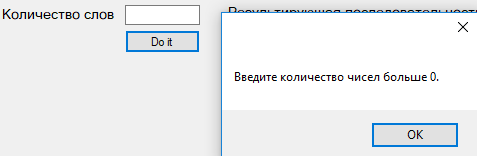 Количество слов
Do it
Введите количество чисел больше 0.
OK